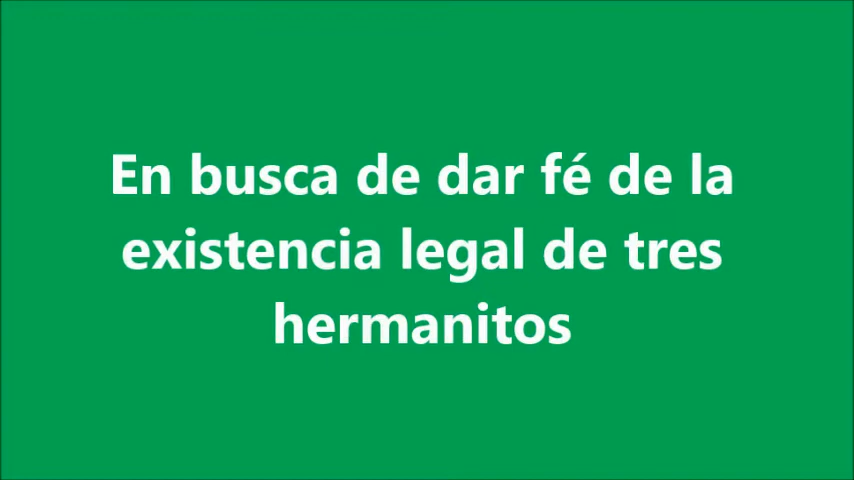 En busca de dar fé de la
existencia legal de tres
hermanitos